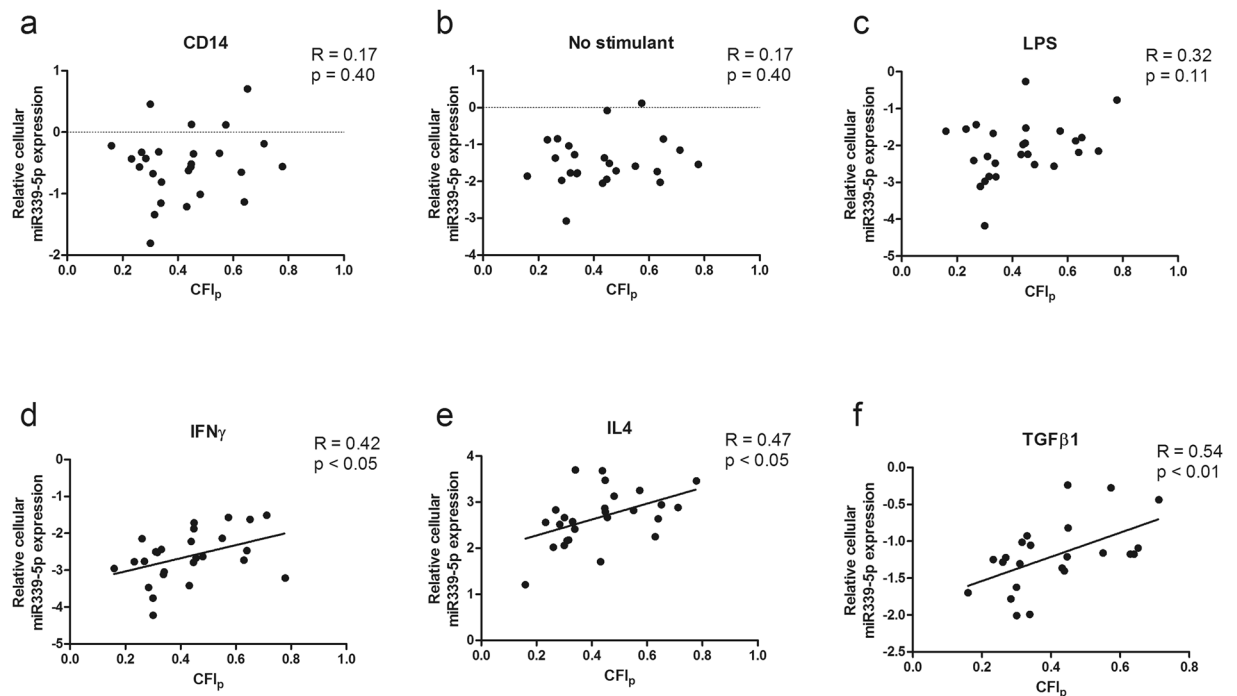 a
CD14
R = 0.17
p = 0.40
Relative cellular
miR339-5p expression
1
0
-1
-2
0.0 0.2 0.4 0.6 0.8 1.0
CFIp
b
No stimulant
R = 0.17
p = 0.40
Relative cellular
miR339-5p expression
1
0
-1
-2
-3
-4
0.0 0.2 0.4 0.6 0.8 1.0
CFIp
c
LPS
R = 0.32
p = 0.11
Relative cellular
miR339-5p expression
0
-1
-2
-3
-4
-5
0.0 0.2 0.4 0.6 0.8 1.0
CFIp
d
IFNγ
R = 0.42
p < 0.05
Relative cellular
miR339-5p expression
0
-1
-2
-3
-4
-5
0.0 0.2 0.4 0.6 0.8 1.0
CFIp
e
IL4
R = 0.47
p < 0.05
Relative cellular
miR339-5p expression
4
3
2
1
0
0.0 0.2 0.4 0.6 0.8 1.0
CFIp
f
TGFβ1
R = 0.54
p < 0.01
Relative cellular
miR339-5p expression
0.0
-0.5
-1.0
-1.5
-2.0
-2.5
0.0 0.2 0.4 0.6 0.8
CFIp